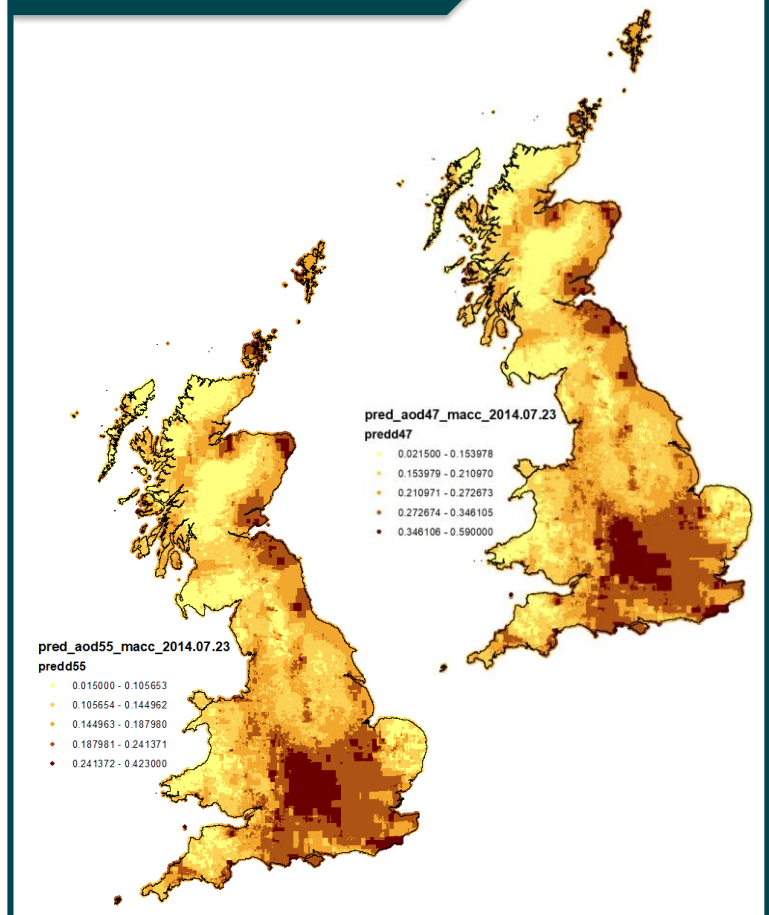 pred_aod47_macc_2014.07.23
predd47
0.021500 - 0.153978
0.153979 - 0.210970
0.210971 - 0.272673
0.272674 - 0.346105
0.346106 - 0.590000
pred_aod55_macc_2014.07.23
predd55
0.015000 - 0.105653
0.105654 - 0.144962
0.144963 - 0.187980
0.187981 - 0.241371
0.241372 - 0.423000